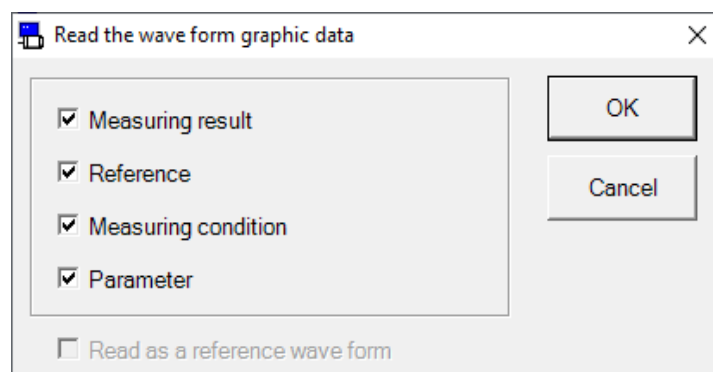 Read the wave form graphic data
Measuring result
Reference
Measuring condition
Parameter
Read as a reference wave form
OK
Cancel